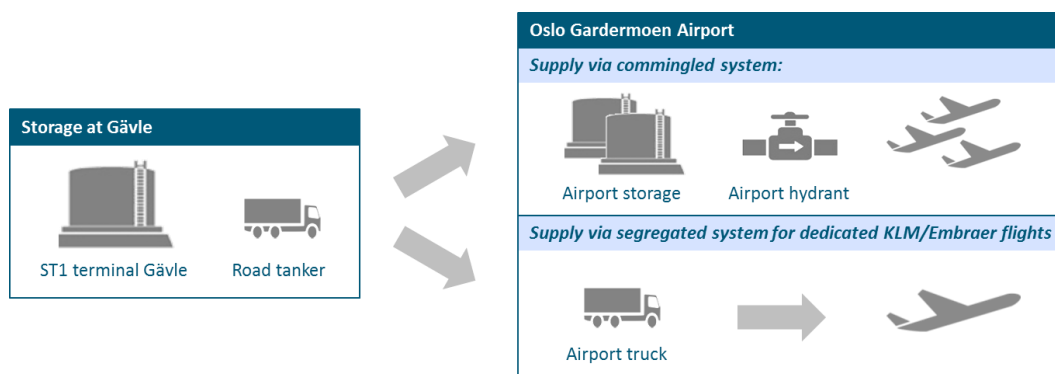 Storage at Gävle
ST1 terminal Gävle
Road tanker
Oslo Gardermoen Airport
Supply via commingled system:
Airport storage
Airport hydrant
Supply via segregated system for dedicated KLM/Embraer flights
Airport truck